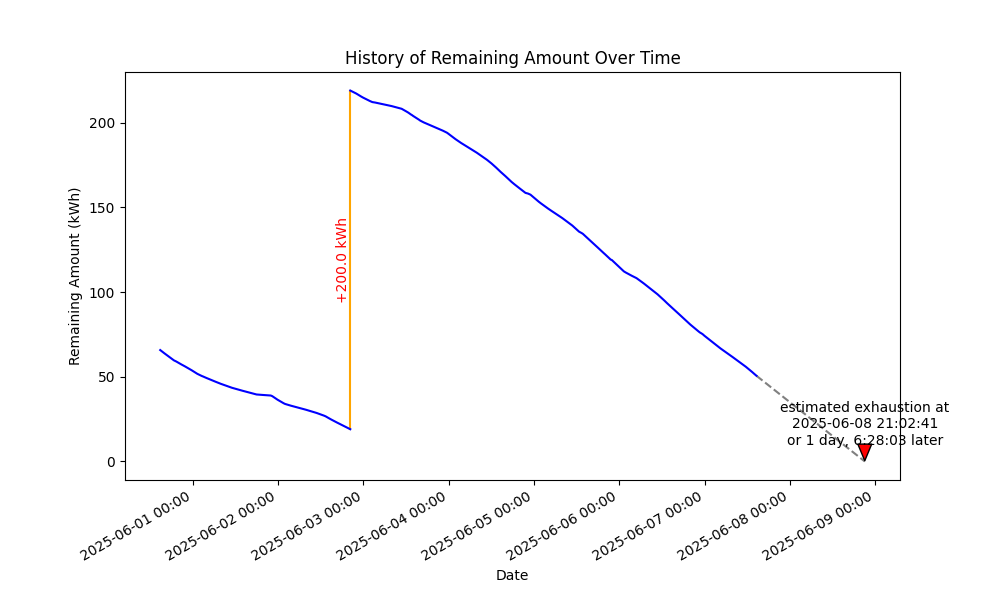 History of Remaining Amount Over Time
Remaining Amount (kWh)
200
150
100
50
0
+200.0 kWh
estimated exhaustion at
2025-06-08 21:02:41
or 1 day, 6:28:03 later
2025-06-01 00:00
2025-06-02 00:00
2025-06-03 00:00
2025-06-04 00:00
2025-06-05 00:00
2025-06-06 00:00
2025-06-07 00:00
2025-06-08 00:00
2025-06-09 00:00
Date